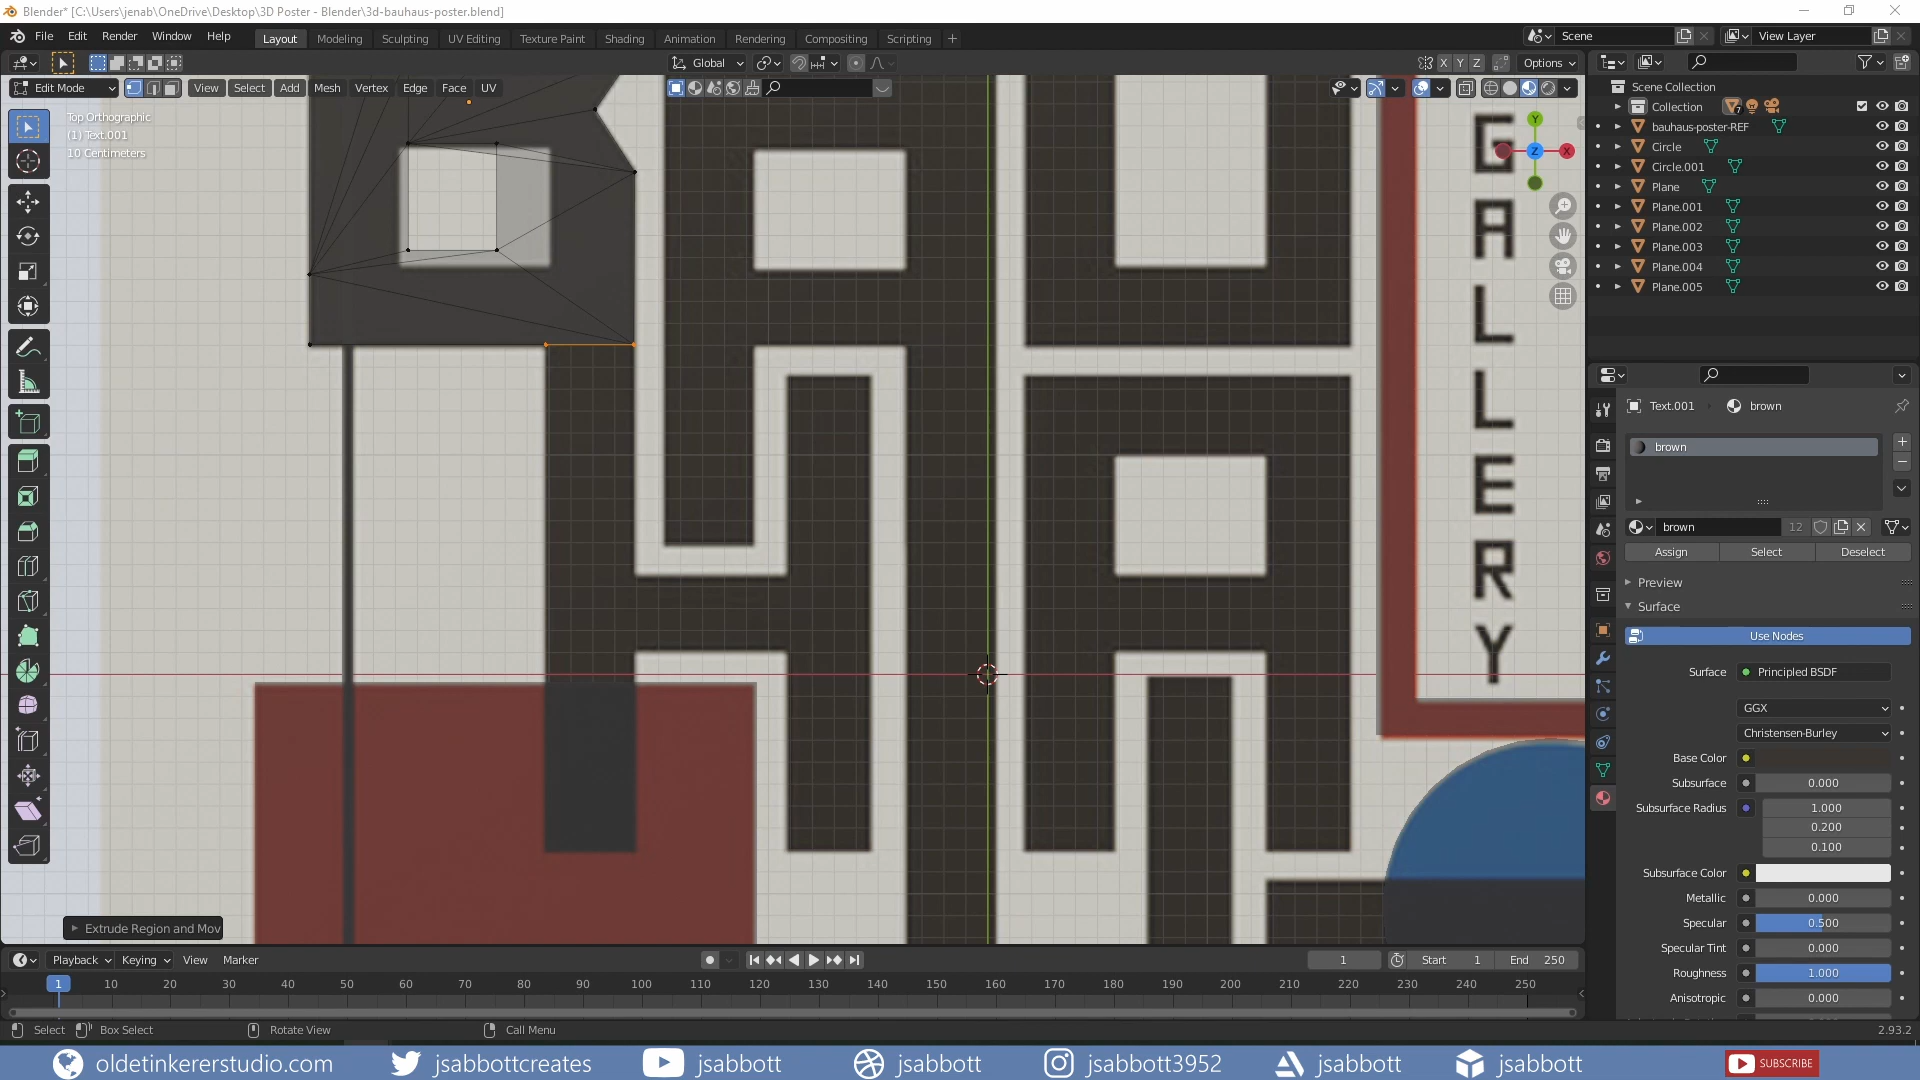 Blender* [C:\Users\jenab\OneDrive\Desktop\3D Poster - Blender\3d-bauhaus-poster.blend]
File Edit Render Window Help Layout Modeling Sculpting UV Editing Texture Paint Shading Animation Rendering Compositing Scripting + Scene View Layer
Global X Y Z Options
Edit Mode View Select Add Mesh Vertex Edge Face UV
Top Orthographic
(1) Text.001
10 Centimeters
Y
Z
X
GALLERY
Scene Collection
Collection 7
bauhaus-poster-REF
Circle
Circle.001
Plane
Plane.001
Plane.002
Plane.003
Plane.004
Plane.005
Text.001 brown
brown
brown 12
Assign Select Deselect
Preview
Surface
Use Nodes
Surface Principled BSDF
GGX
Christensen-Burley
Base Color
Subsurface 0.000
Subsurface Radius 1.000
0.200
0.100
Subsurface Color
Metallic 0.000
Specular 0.500
Specular Tint 0.000
Roughness 1.000
Anisotropic 0.000
Extrude Region and Mov
Playback Keying View Marker 1 Start 1 End 250
1 10 20 30 40 50 60 70 80 90 100 110 120 130 140 150 160 170 180 190 200 210 220 230 240 250
Select Box Select Rotate View Call Menu 2.93.2
oldetinkererstudio.com jsabbottcreates jsabbott jsabbott jsabbott3952 jsabbott jsabbott SUBSCRIBE